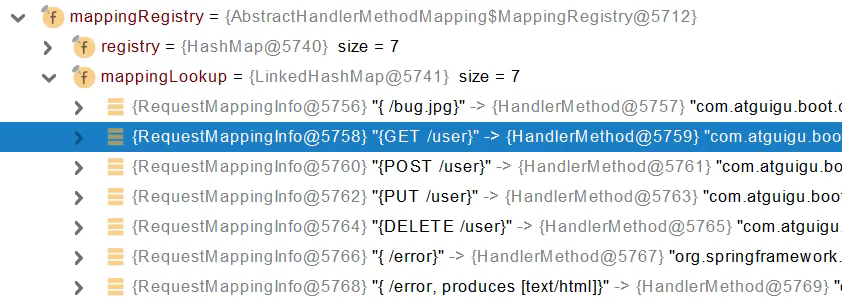 mappingRegistry = {AbstractHandlerMethodMapping$MappingRegistry@5712}
registry = {HashMap@5740} size = 7
mappingLookup = {LinkedHashMap@5741} size = 7
{RequestMappingInfo@5756} "{ /bug.jpg}" -> {HandlerMethod@5757} "com.atguigu.boot.
{RequestMappingInfo@5758} "{GET /user}" -> {HandlerMethod@5759} "com.atguigu.boo
{RequestMappingInfo@5760} "{POST /user}" -> {HandlerMethod@5761} "com.atguigu.bo
{RequestMappingInfo@5762} "{PUT /user}" -> {HandlerMethod@5763} "com.atguigu.boo
{RequestMappingInfo@5764} "{DELETE /user}" -> {HandlerMethod@5765} "com.atguigu.
{RequestMappingInfo@5766} "{ /error}" -> {HandlerMethod@5767} "org.springframework.
{RequestMappingInfo@5768} "{ /error, produces [text/html]}" -> {HandlerMethod@5769} "